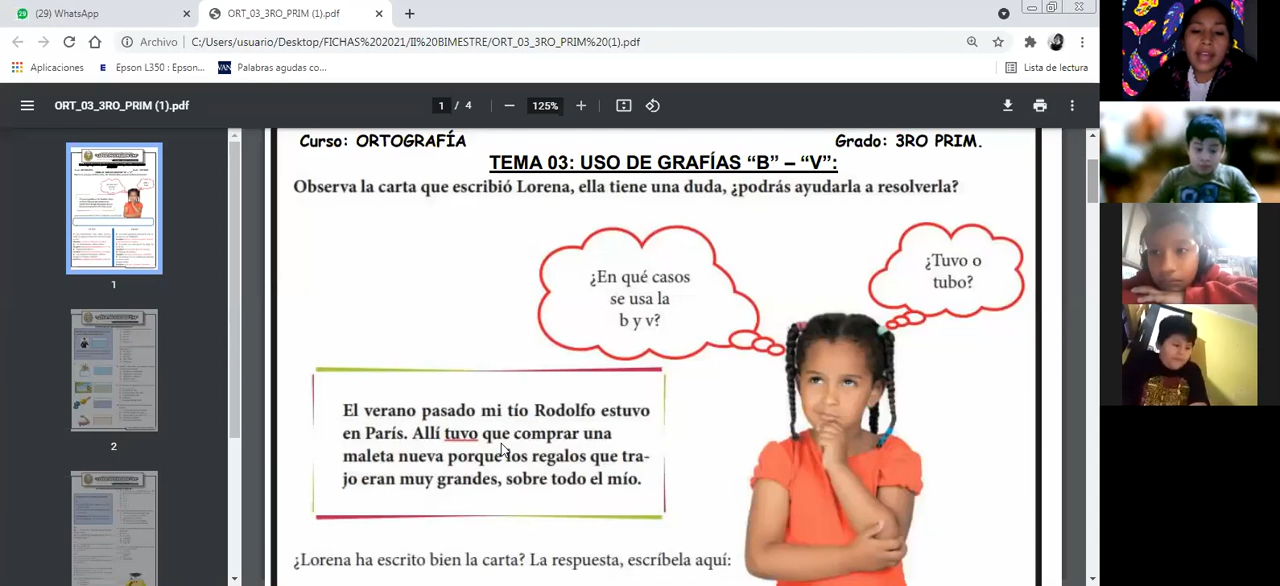 (29) WhatsApp
ORT_03_3RO_PRIM (1).pdf
Archivo
C:/Users/usuario/Desktop/FICHAS%202021/II%20BIMESTRE/ORT_03_3RO_PRIM%20(1).pdf
Aplicaciones
Epson L350 : Epson...
Palabras agudas co...
Lista de lectura
ORT_03_3RO_PRIM (1).pdf
1 / 4
125%
Curso: ORTOGRAFÍA
Grado: 3RO PRIM.
TEMA 03: USO DE GRAFÍAS “B” – “V”:
Observa la carta que escribió Lorena, ella tiene una duda, ¿podrás ayudarla a resolverla?
¿En qué casos
se usa la
b y v?
¿Tuvo o
tubo?
El verano pasado mi tío Rodolfo estuvo
en París. Allí tuvo que comprar una
maleta nueva porque los regalos que tra-
jo eran muy grandes, sobre todo el mío.
¿Lorena ha escrito bien la carta? La respuesta, escríbela aquí:
1
2